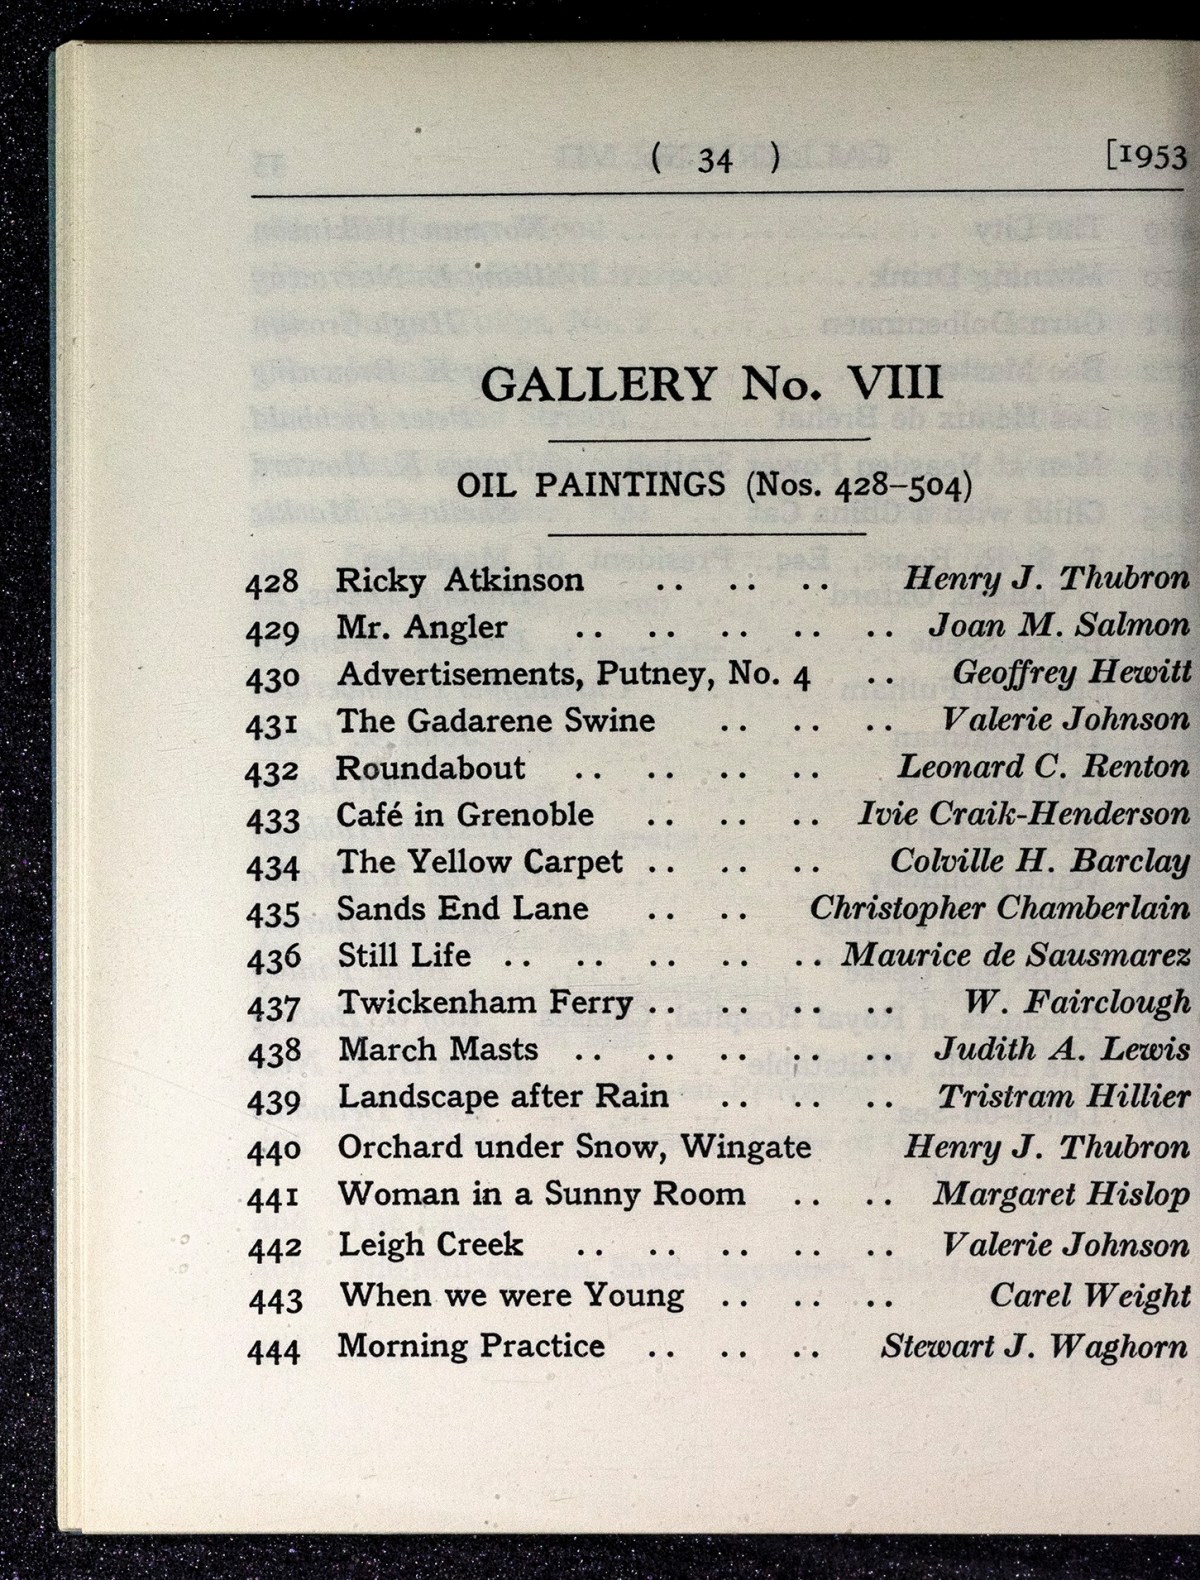 ( 34 ) [1953
GALLERY No. VIII
OIL PAINTINGS (Nos. 428–504)
428 Ricky Atkinson .. .. .. Henry J. Thubron
429 Mr. Angler .. .. .. .. .. Joan M. Salmon
430 Advertisements, Putney, No. 4 .. Geoffrey Hewitt
431 The Gadarene Swine .. .. .. Valerie Johnson
432 Roundabout .. .. .. .. Leonard C. Renton
433 Café in Grenoble .. .. .. Ivie Craik-Henderson
434 The Yellow Carpet .. .. .. Colville H. Barclay
435 Sands End Lane .. .. Christopher Chamberlain
436 Still Life .. .. .. .. .. Maurice de Sausmarez
437 Twickenham Ferry .. .. .. .. W. Fairclough
438 March Masts .. .. .. .. .. Judith A. Lewis
439 Landscape after Rain .. .. .. Tristram Hillier
440 Orchard under Snow, Wingate Henry J. Thubron
441 Woman in a Sunny Room .. .. Margaret Hislop
442 Leigh Creek .. .. .. .. .. Valerie Johnson
443 When we were Young .. .. .. Carel Weight
444 Morning Practice .. .. .. Stewart J. Waghorn